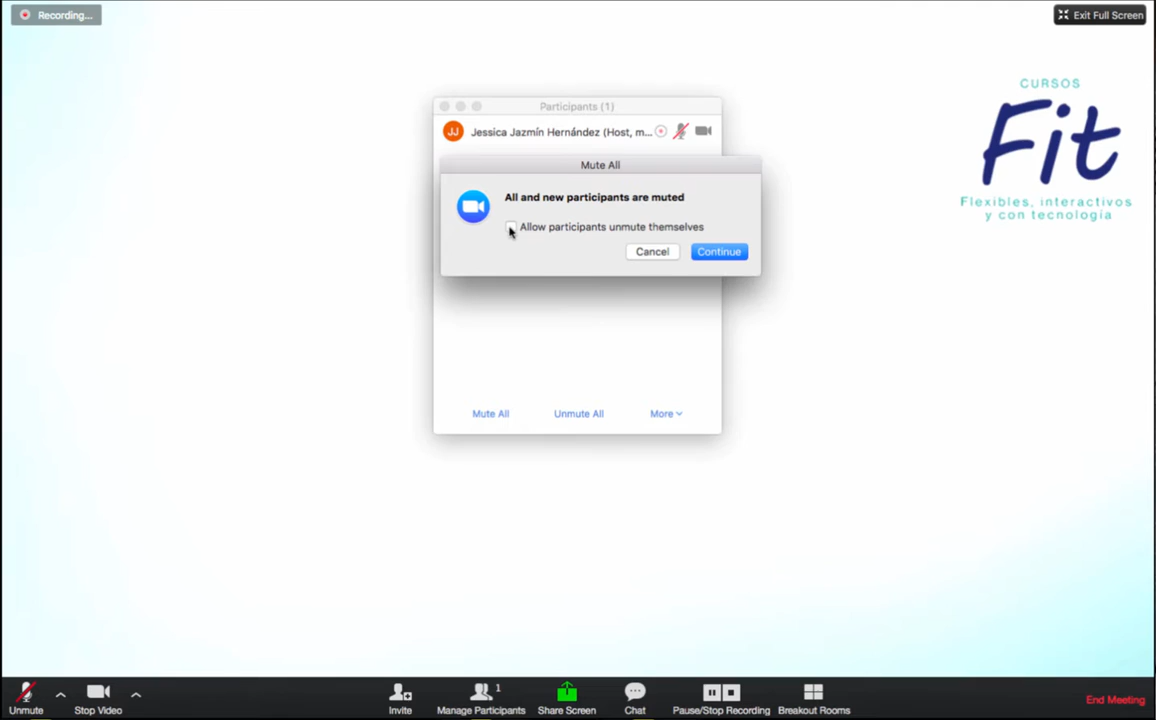 Recording...
Exit Full Screen
CURSOS
Fit
Flexibles, interactivos
y con tecnología
Participants (1)
JJ Jessica Jazmín Hernández (Host, m...
Mute All
All and new participants are muted
Allow participants unmute themselves
Cancel Continue
Mute All Unmute All More
Unmute Stop Video Invite Manage Participants 1 Share Screen Chat Pause/Stop Recording Breakout Rooms End Meeting